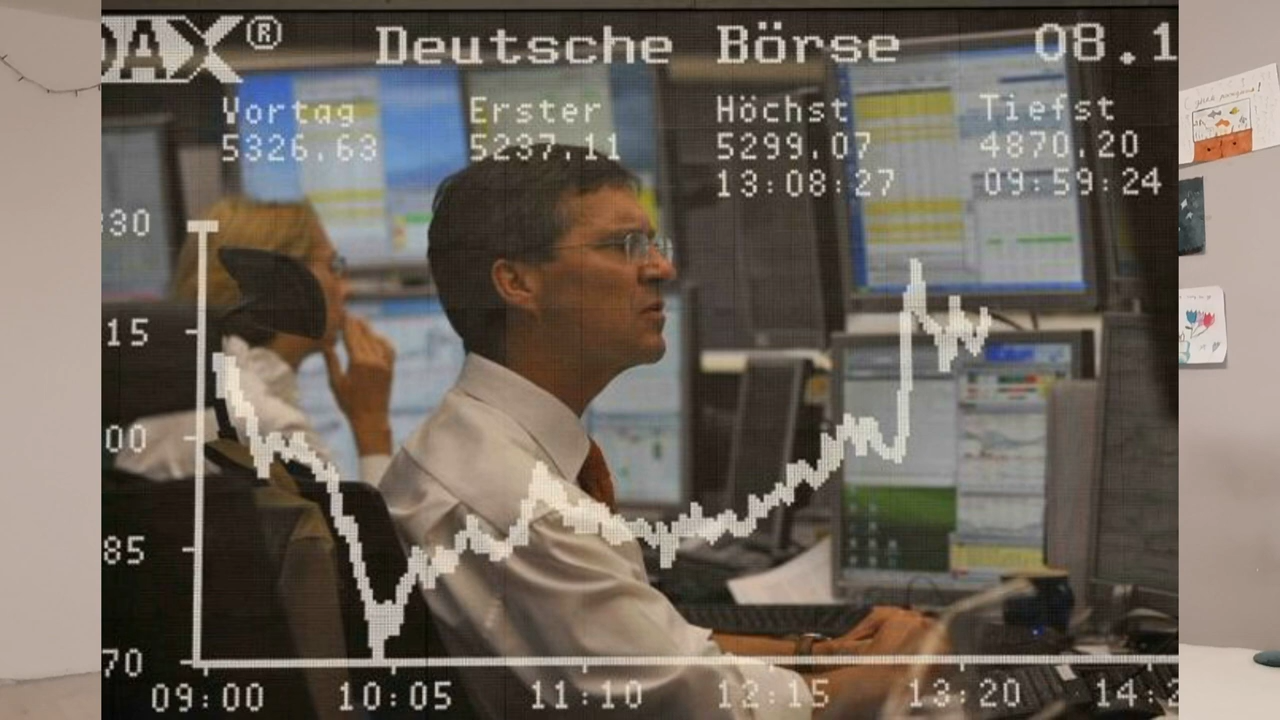 DAX® Deutsche Börse 08.1
Vortag Erster Höchst Tiefst
5326.63 5237.11 5299.07 4870.20
13:08:27 09:59:24
30
15
00
85
70
09:00 10:05 11:10 12:15 13:20 14:2